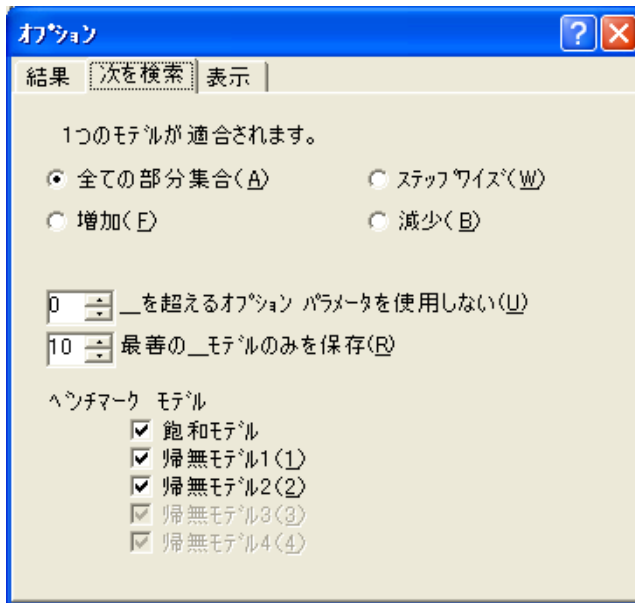 ｵﾌﾟｼｮﾝ
結果 次を検索 表示
1つのﾓﾃﾞﾙが適合されます。
全ての部分集合(A) ｽﾃｯﾌﾟﾜｲｽﾞ(W)
増加(F) 減少(B)
0 __を超えるｵﾌﾟｼｮﾝ ﾊﾟﾗﾒｰﾀを使用しない(U)
10 最善の__ﾓﾃﾞﾙのみを保存(R)
ﾍﾞﾝﾁﾏｰｸ ﾓﾃﾞﾙ
飽和ﾓﾃﾞﾙ
帰無ﾓﾃﾞﾙ1(1)
帰無ﾓﾃﾞﾙ2(2)
帰無ﾓﾃﾞﾙ3(3)
帰無ﾓﾃﾞﾙ4(4)